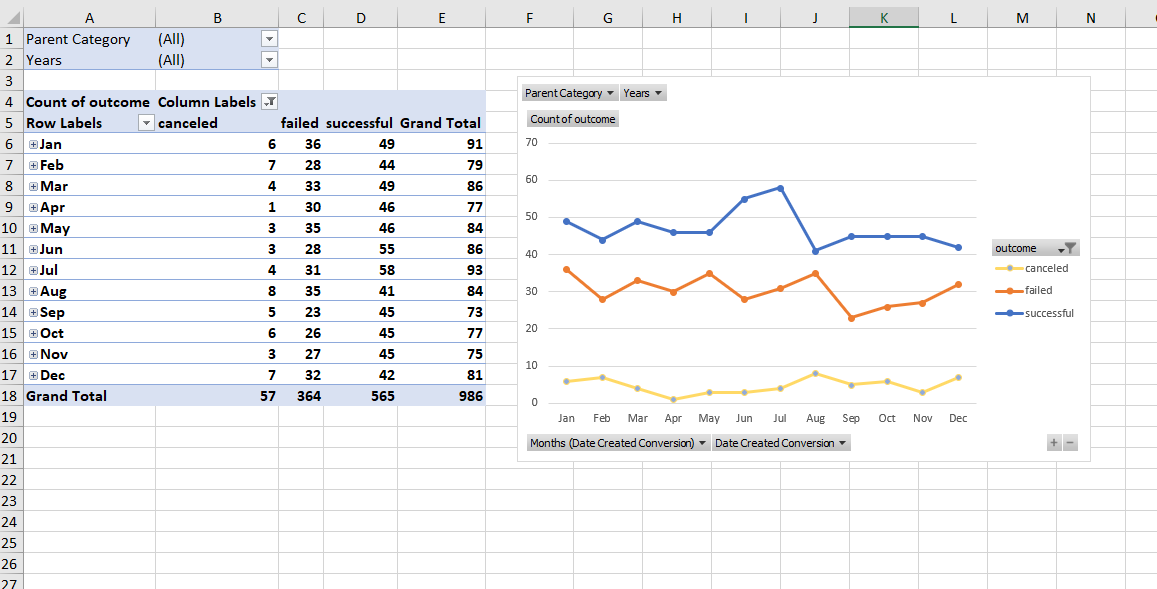 A B C D E F G H I J K L M N
1 Parent Category (All)
2 Years (All)
3
4 Count of outcome Column Labels
5 Row Labels canceled failed successful Grand Total
6 Jan 6 36 49 91
7 Feb 7 28 44 79
8 Mar 4 33 49 86
9 Apr 1 30 46 77
10 May 3 35 46 84
11 Jun 3 28 55 86
12 Jul 4 31 58 93
13 Aug 8 35 41 84
14 Sep 5 23 45 73
15 Oct 6 26 45 77
16 Nov 3 27 45 75
17 Dec 7 32 42 81
18 Grand Total 57 364 565 986
19
20
21
22
23
24
25
26
27
Parent Category Years
Count of outcome
70
60
50
40
30
20
10
0
Jan Feb Mar Apr May Jun Jul Aug Sep Oct Nov Dec
outcome
canceled
failed
successful
Months (Date Created Conversion) Date Created Conversion
+ −